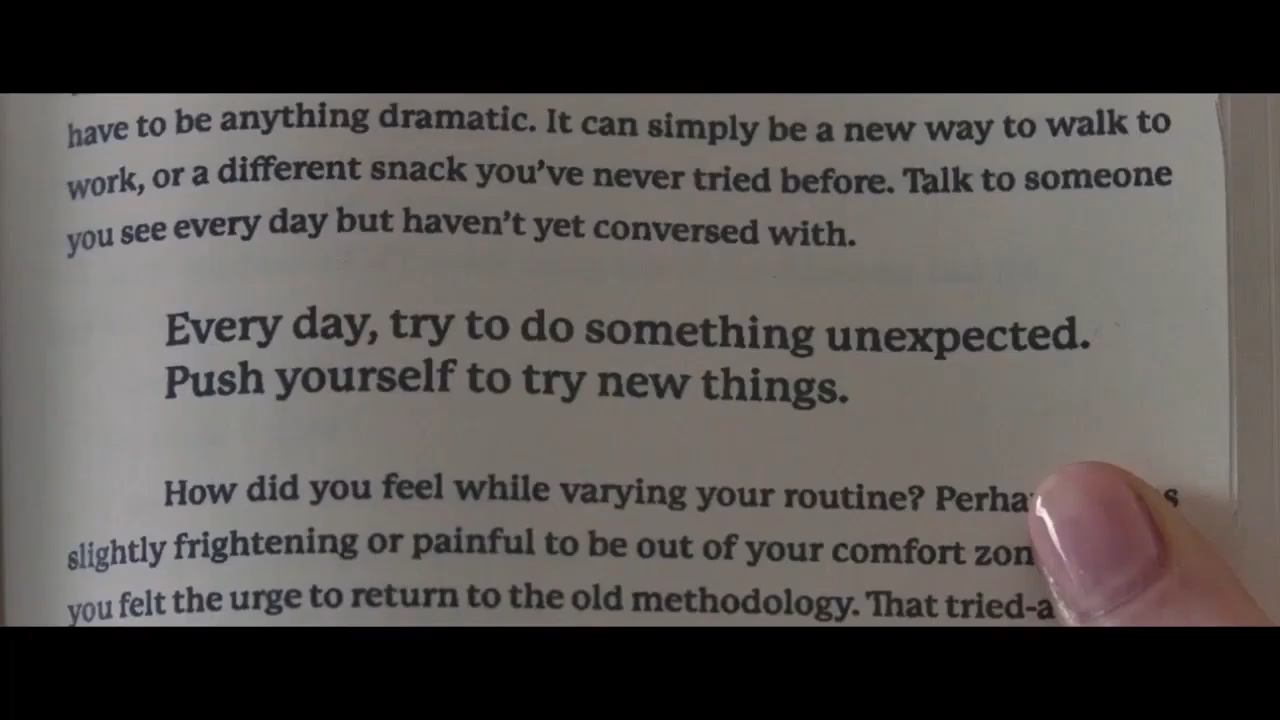 have to be anything dramatic. It can simply be a new way to walk to
work, or a different snack you've never tried before. Talk to someone
you see every day but haven't yet conversed with.
Every day, try to do something unexpected.
Push yourself to try new things.
How did you feel while varying your routine?
slightly frightening or painful to be out of your comfort
you felt the urge to return to the old methodology. That